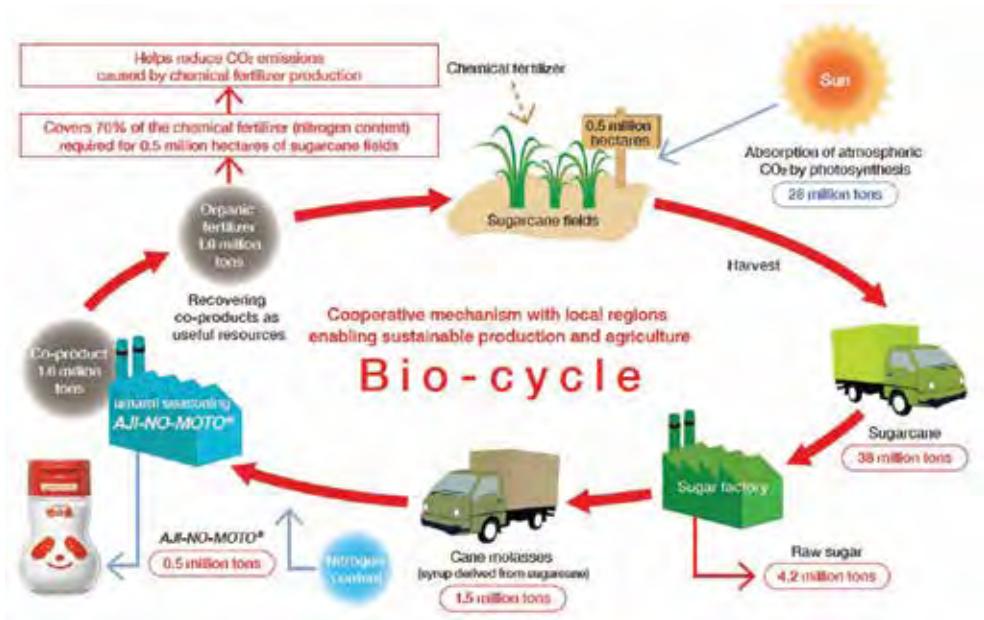 Helps reduce CO₂ emissions
caused by chemical fertilizer production
Covers 70% of the chemical fertilizer (nitrogen content)
required for 0.5 million hectares of sugarcane fields
Chemical fertilizer
0.5 million
hectares
Sugarcane fields
Sun
Absorption of atmospheric
CO₂ by photosynthesis
28 million tons
Organic
fertilizer
1.6 million
tons
Recovering
co-products as
useful resources
Harvest
Cooperative mechanism with local regions
enabling sustainable production and agriculture
Bio-cycle
Co-product
1.6 million
tons
umami seasoning
AJI-NO-MOTO®
Sugarcane
38 million tons
Sugar factory
AJI-NO-MOTO®
0.5 million tons
Nitrogen
content
Cane molasses
(syrup derived from sugarcane)
1.5 million tons
Raw sugar
4.2 million tons